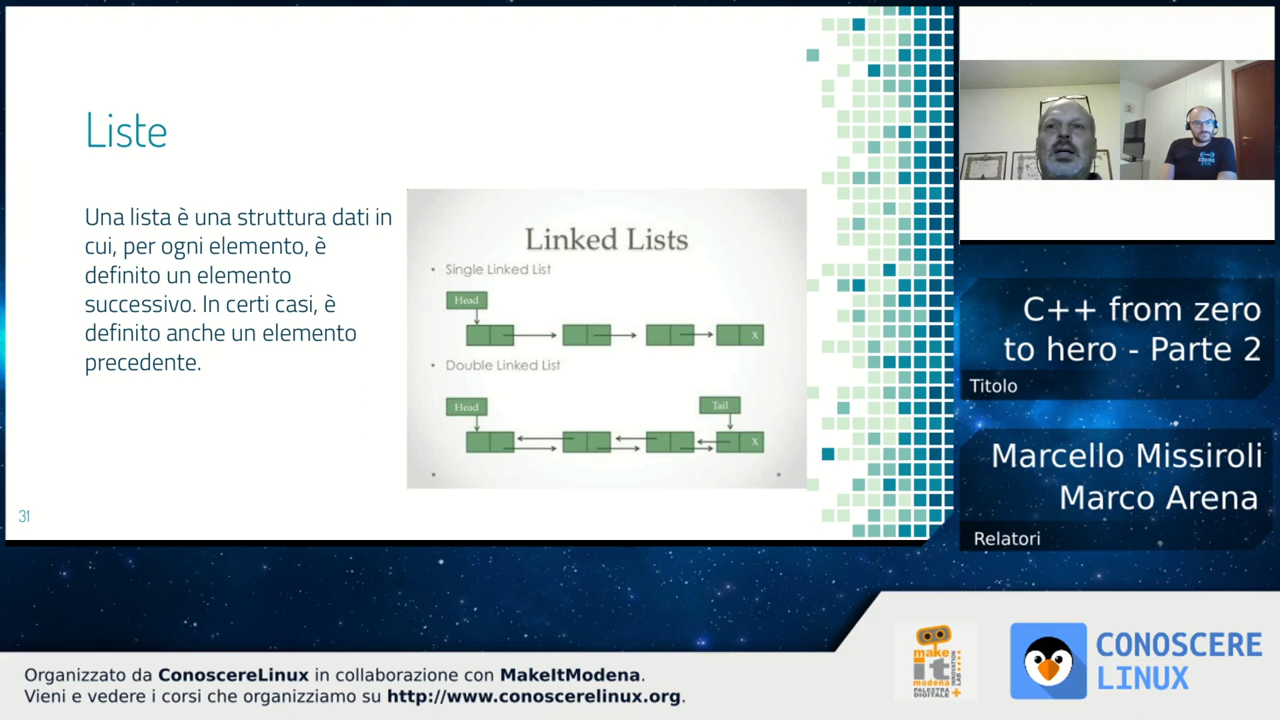 Liste
Una lista è una struttura dati in
cui, per ogni elemento, è
definito un elemento
successivo. In certi casi, è
definito anche un elemento
precedente.
Linked Lists
• Single Linked List
Head
X
• Double Linked List
Head
Tail
X
31
C++ from zero
to hero - Parte 2
Titolo
Marcello Missiroli
Marco Arena
Relatori
Organizzato da ConoscereLinux in collaborazione con MakeItModena.
Vieni e vedere i corsi che organizziamo su http://www.conoscerelinux.org.
make
it
modena
PALESTRA
DIGITALE
CONOSCERE
LINUX